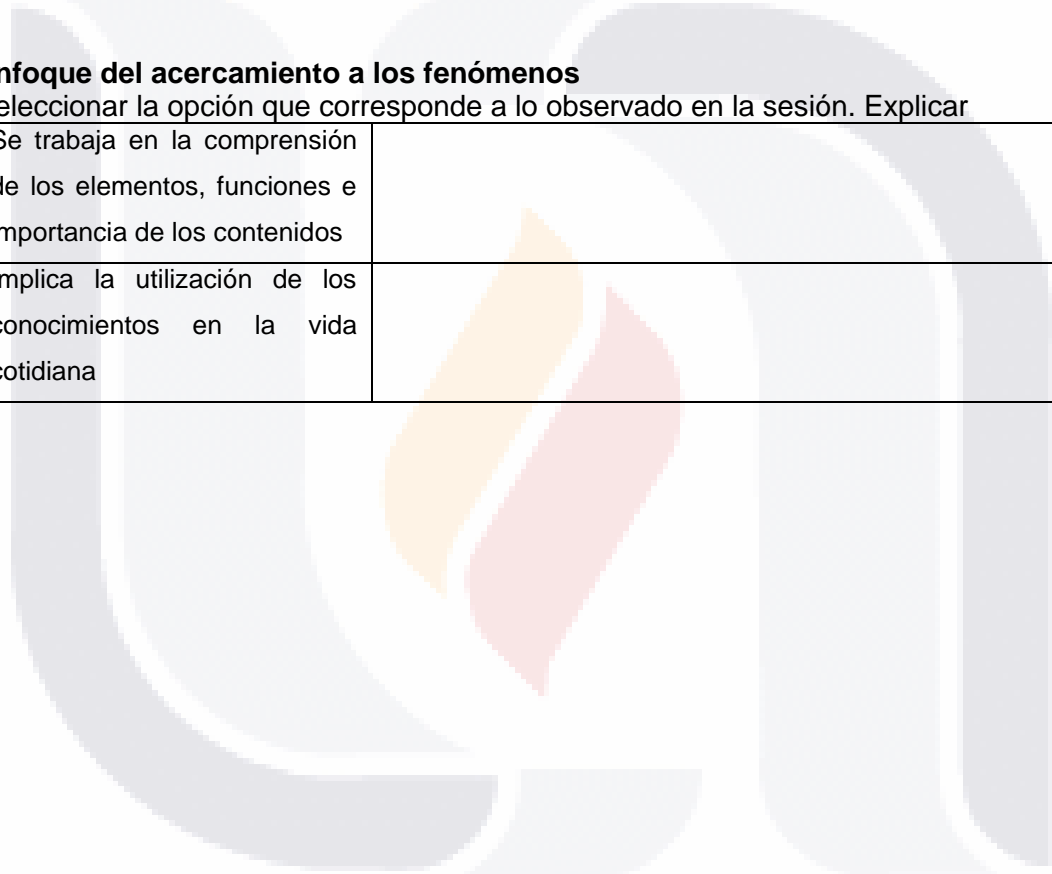 nfoque del acercamiento a los fenómenos
eleccionar la opción que corresponde a lo observado en la sesión. Explicar
Se trabaja en la comprensión
de los elementos, funciones e
mportancia de los contenidos
mplica la utilización de los
conocimientos en la vida
cotidiana